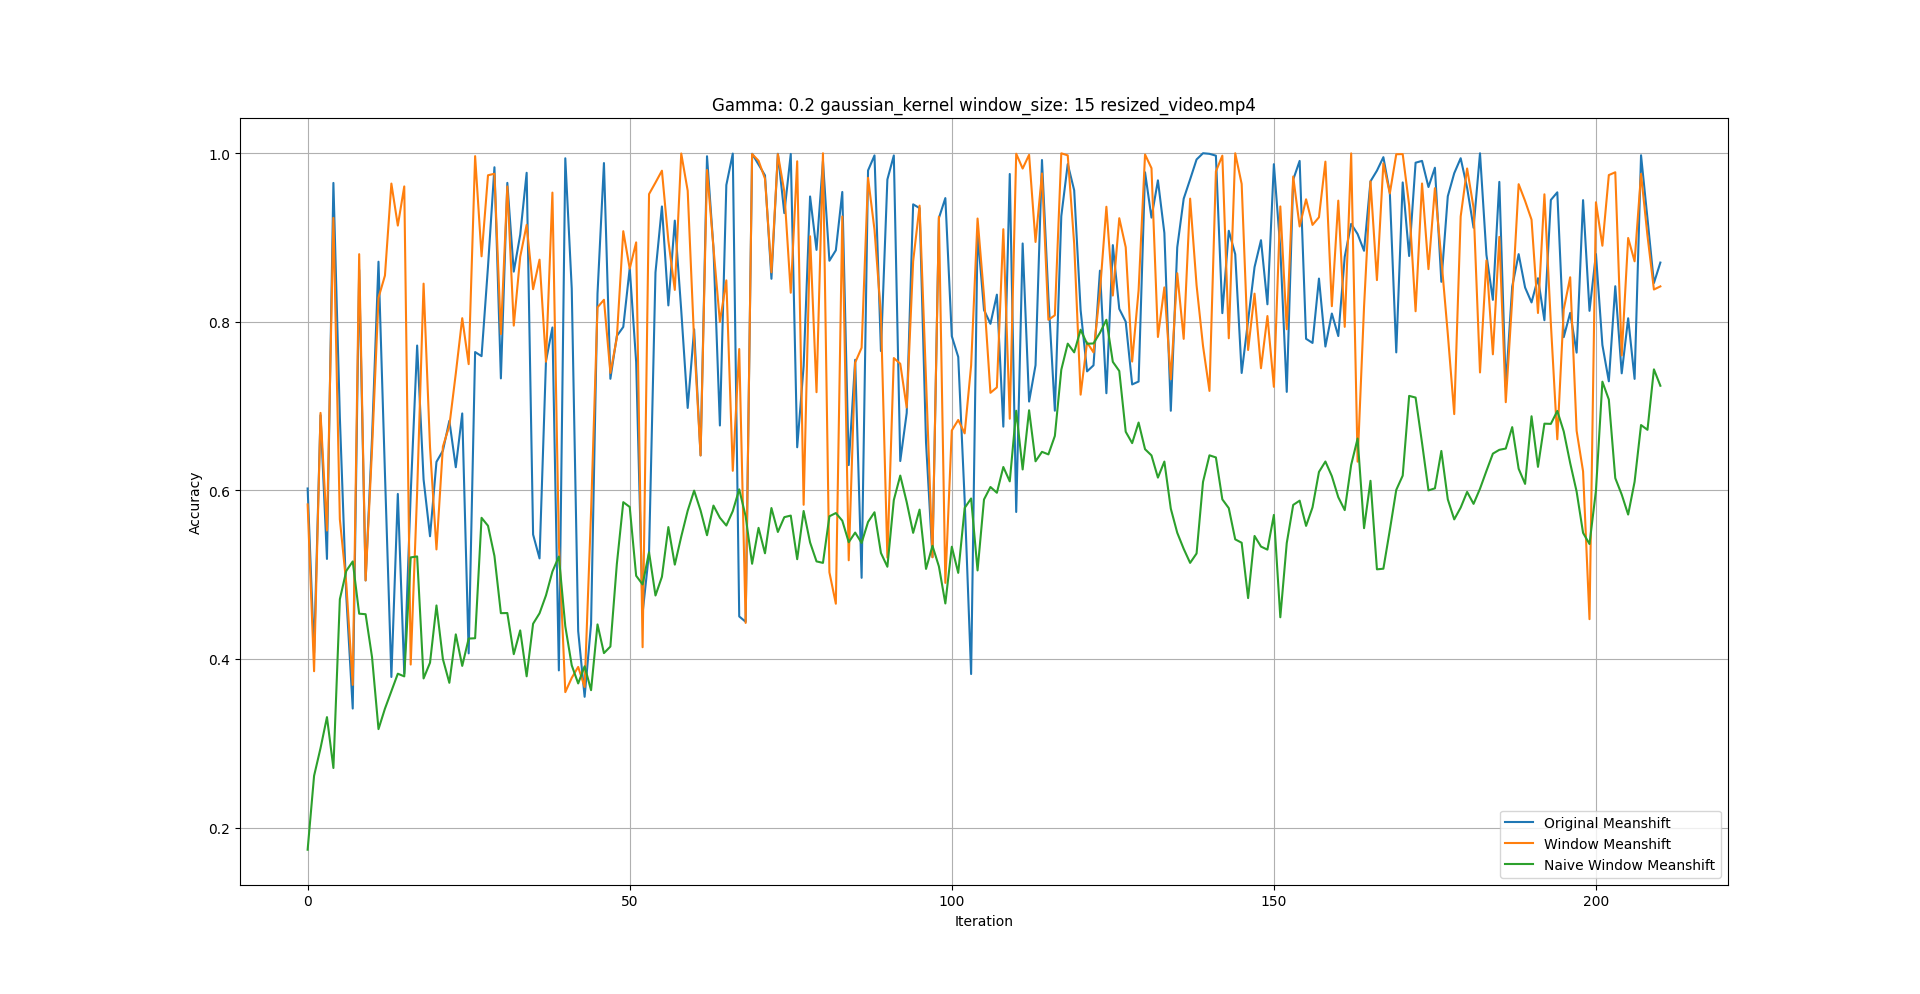 Gamma: 0.2 gaussian_kernel window_size: 15 resized_video.mp4
1.0
0.8
0.6
0.4
0.2
Accuracy
0
50
100
150
200
Iteration
Original Meanshift
Window Meanshift
Naive Window Meanshift